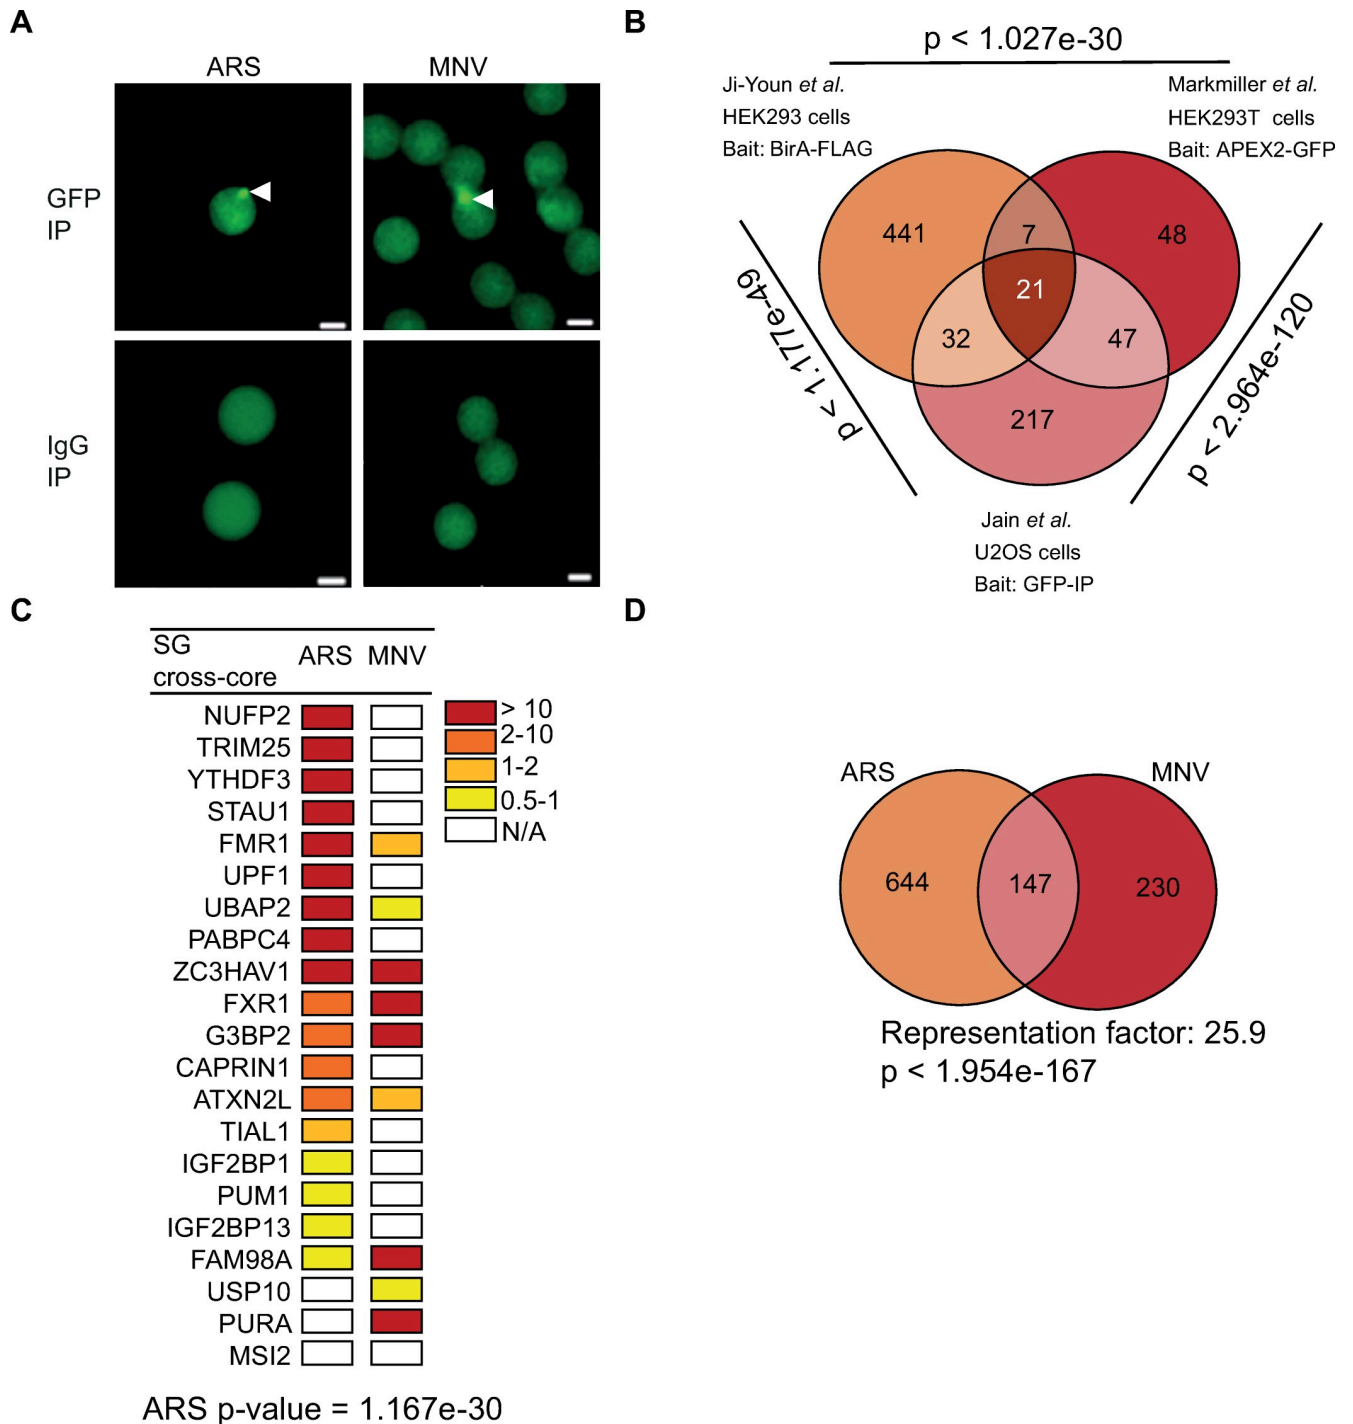 A
ARS
MNV
GFP
IP
IgG
IP
B
p < 1.027e-30
Ji-Youn et al.
HEK293 cells
Bait: BirA-FLAG
Markmiller et al.
HEK293T cells
Bait: APEX2-GFP
441
7
48
21
32
47
217
p < 1.177e-49
p < 2.964e-120
Jain et al.
U2OS cells
Bait: GFP-IP
C
SG
cross-core
ARS MNV
NUFP2
TRIM25
YTHDF3
STAU1
FMR1
UPF1
UBAP2
PABPC4
ZC3HAV1
FXR1
G3BP2
CAPRIN1
ATXN2L
TIAL1
IGF2BP1
PUM1
IGF2BP13
FAM98A
USP10
PURA
MSI2
> 10
2-10
1-2
0.5-1
N/A
ARS p-value = 1.167e-30
D
ARS
MNV
644
147
230
Representation factor: 25.9
p < 1.954e-167